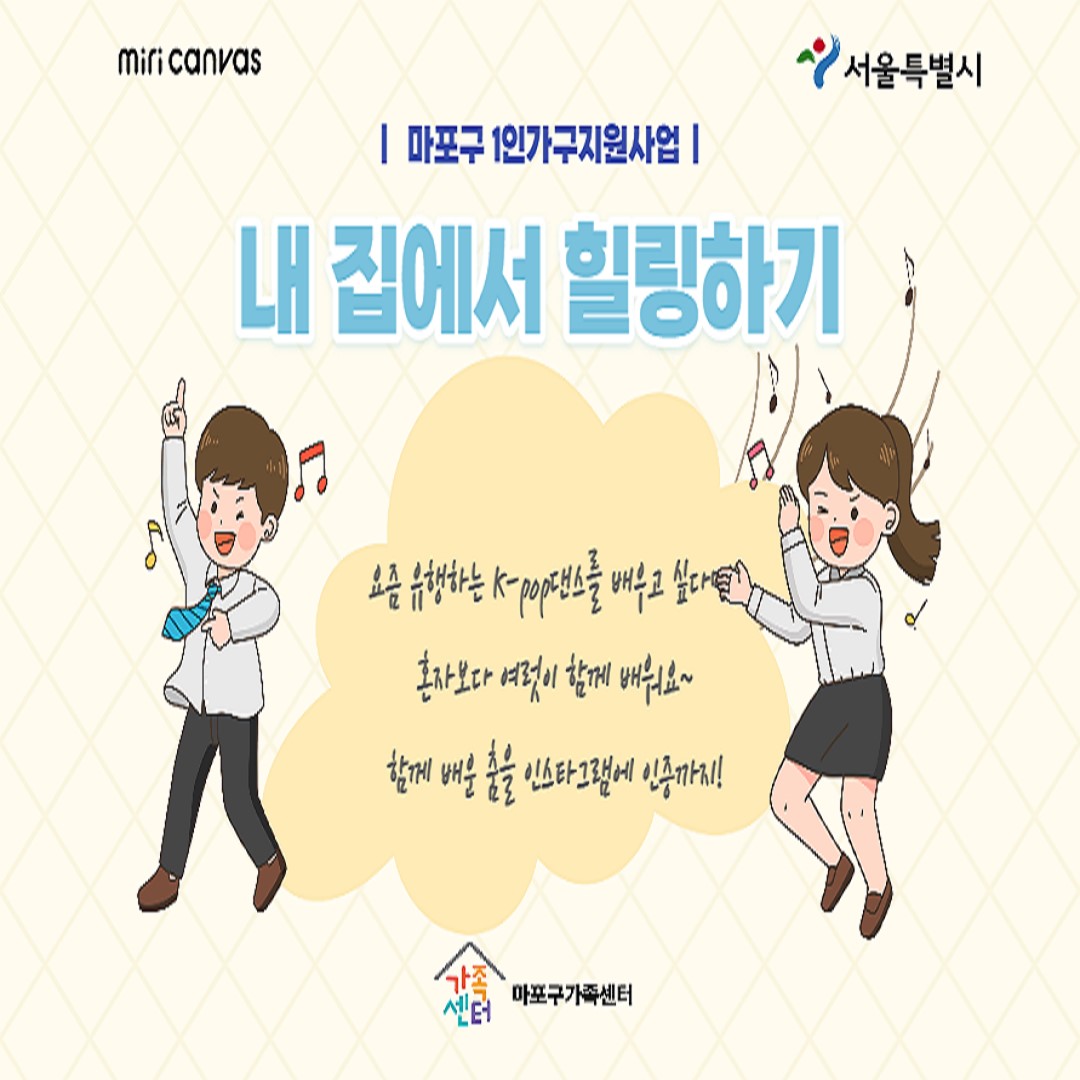 miri canvas
서울특별시
| 마포구 1인가구지원사업 |
내 집에서 힐링하기
요즘 유행하는 K-pop댄스를 배우고 싶다
혼자보다 여럿이 함께 배워요~
함께 배운 춤을 인스타그램에 인증까지!
가족
센터
마포구가족센터